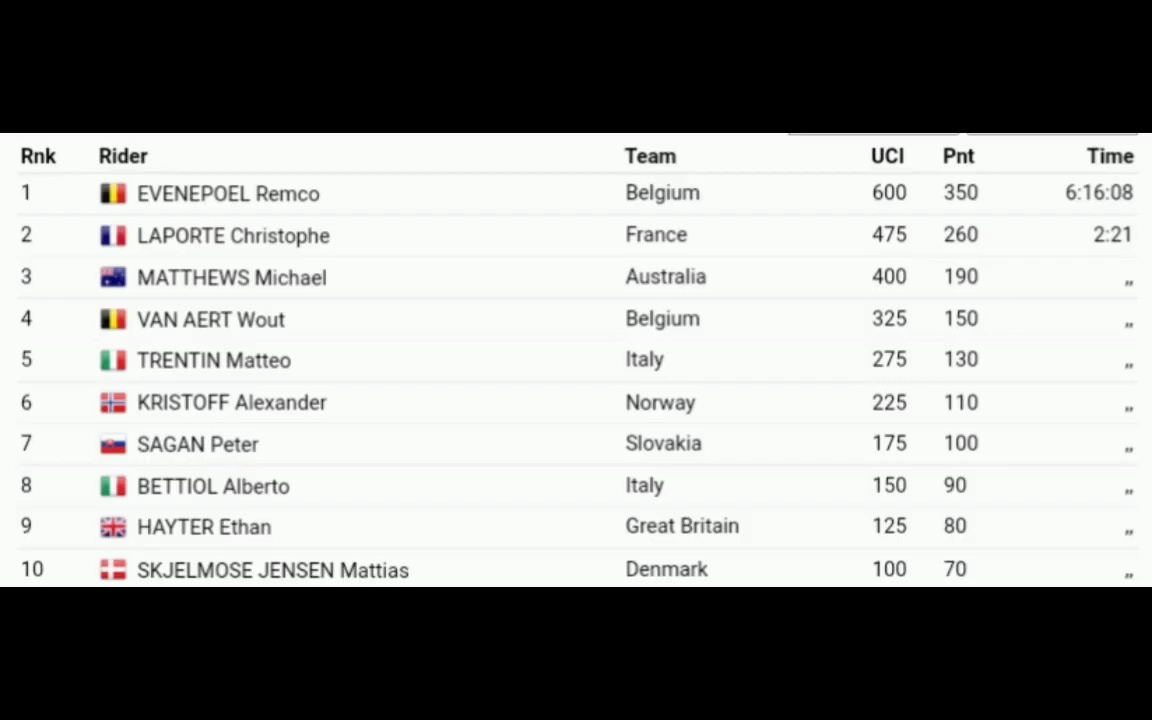 Rnk Rider Team UCI Pnt Time
1 EVENEPOEL Remco Belgium 600 350 6:16:08
2 LAPORTE Christophe France 475 260 2:21
3 MATTHEWS Michael Australia 400 190 ,,
4 VAN AERT Wout Belgium 325 150 ,,
5 TRENTIN Matteo Italy 275 130 ,,
6 KRISTOFF Alexander Norway 225 110 ,,
7 SAGAN Peter Slovakia 175 100 ,,
8 BETTIOL Alberto Italy 150 90 ,,
9 HAYTER Ethan Great Britain 125 80 ,,
10 SKJELMOSE JENSEN Mattias Denmark 100 70 ,,